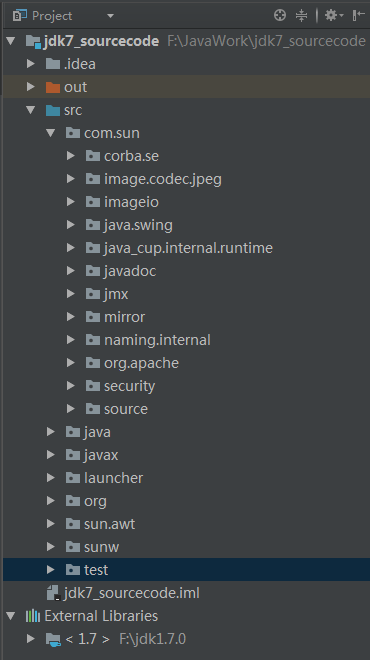 Project
jdk7_sourcecode F:\JavaWork\jdk7_sourcecode
.idea
out
src
com.sun
corba.se
image.codec.jpeg
imageio
java.swing
java_cup.internal.runtime
javadoc
jmx
mirror
naming.internal
org.apache
security
source
java
javax
launcher
org
sun.awt
sunw
test
jdk7_sourcecode.iml
External Libraries
< 1.7 > F:\jdk1.7.0